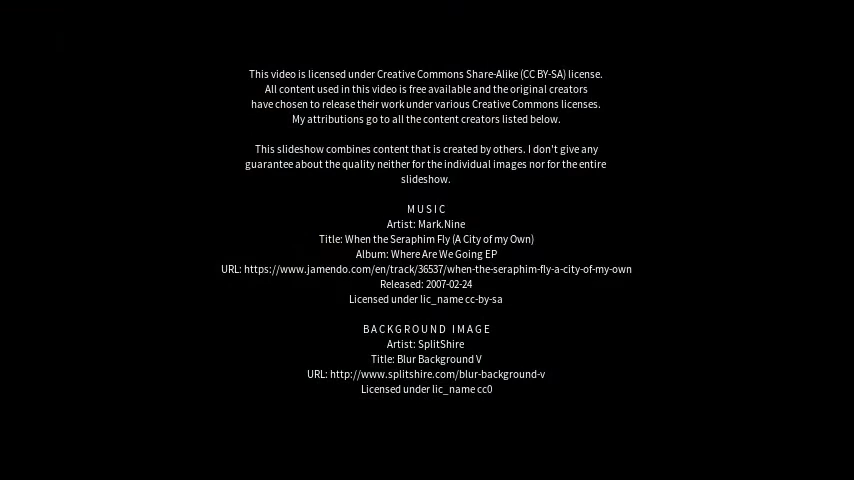 This video is licensed under Creative Commons Share-Alike (CC BY-SA) license.
All content used in this video is free available and the original creators
have chosen to release their work under various Creative Commons licenses.
My attributions go to all the content creators listed below.
This slideshow combines content that is created by others. I don't give any
guarantee about the quality neither for the individual images nor for the entire
slideshow.
MUSIC
Artist: Mark.Nine
Title: When the Seraphim Fly (A City of my Own)
Album: Where Are We Going EP
URL: https://www.jamendo.com/en/track/36537/when-the-seraphim-fly-a-city-of-my-own
Released: 2007-02-24
Licensed under lic_name cc-by-sa
BACKGROUND IMAGE
Artist: SplitShire
Title: Blur Background V
URL: http://www.splitshire.com/blur-background-v
Licensed under lic_name cc0